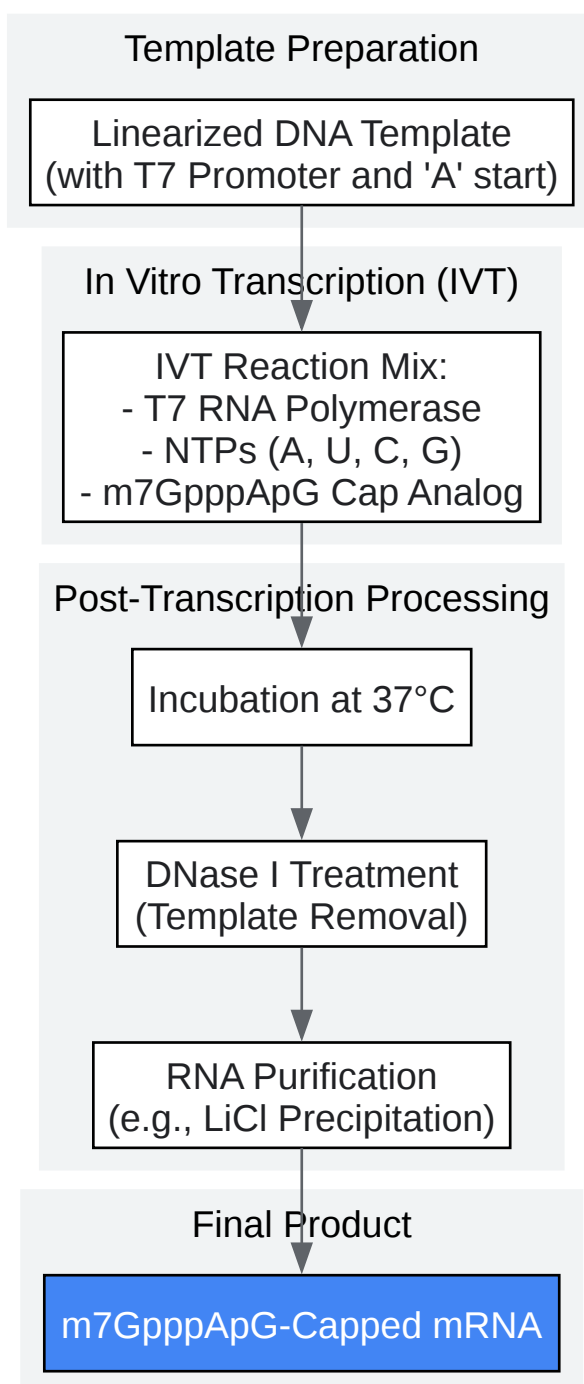 Template Preparation
Linearized DNA Template
(with T7 Promoter and 'A' start)
In Vitro Transcription (IVT)
IVT Reaction Mix:
- T7 RNA Polymerase
- NTPs (A, U, C, G)
- m7GpppApG Cap Analog
Post-Transcription Processing
Incubation at 37°C
DNase I Treatment
(Template Removal)
RNA Purification
(e.g., LiCl Precipitation)
Final Product
m7GpppApG-Capped mRNA